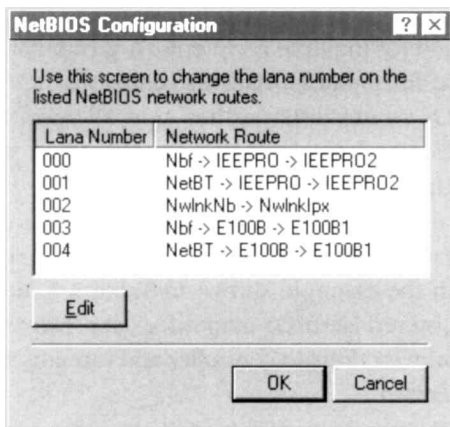 NetBIOS Configuration ? ×
Use this screen to change the lana number on the
listed NetBIOS network routes.
Lana Number Network Route
000 Nbf -> IEEPRO -> IEEPRO2
001 NetBT -> IEEPRO -> IEEPRO2
002 NwlnkNb -> NwlnkIpx
003 Nbf -> E100B -> E100B1
004 NetBT -> E100B -> E100B1
Edit
OK Cancel